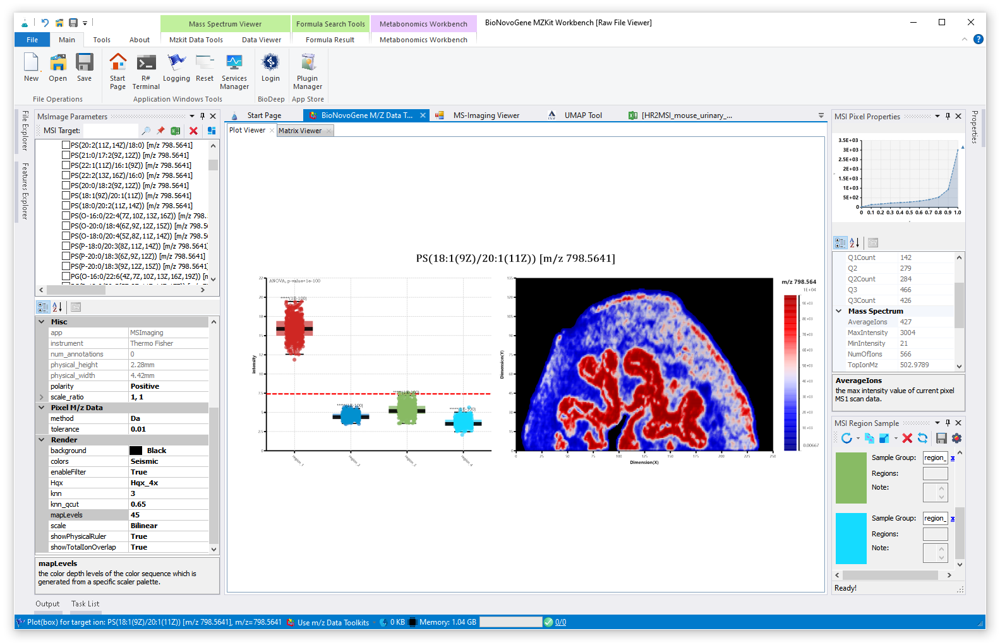 Mass Spectrum Viewer
Formula Search Tools
Metabonomics Workbench
BioNovoGene MZKit Workbench [Raw File Viewer]
File
Main
Tools
About
Mzkit Data Tools
Data Viewer
Formula Result
Metabonomics Workbench
New
Open
Save
Start Page
R# Terminal
Logging
Reset
Services Manager
Login
Plugin Manager
File Operations
Application Windows Tools
BioDeep
App Store
File Explorer
Features Explorer
MsImage Parameters
MSI Target:
PS(20:2(11Z,14Z)/18:0) [m/z 798.5641]
PS(21:0/17:2(9Z,12Z)) [m/z 798.5641]
PS(22:1(11Z)/16:1(9Z)) [m/z 798.5641]
PS(22:2(13Z,16Z)/16:0) [m/z 798.5641]
PS(20:0/18:2(9Z,12Z)) [m/z 798.5641]
PS(18:1(9Z)/20:1(11Z)) [m/z 798.5641]
PS(18:0/20:2(11Z,14Z)) [m/z 798.5641]
PS(O-16:0/22:4(7Z,10Z,13Z,16Z)) [m/z 798.
PS(O-20:0/18:4(6Z,9Z,12Z,15Z)) [m/z 798.56
PS(O-18:0/20:4(5Z,8Z,11Z,14Z)) [m/z 798.56
PS(P-18:0/20:3(8Z,11Z,14Z)) [m/z 798.5641]
PS(P-20:0/18:3(6Z,9Z,12Z)) [m/z 798.5641]
PS(P-20:0/18:3(9Z,12Z,15Z)) [m/z 798.5641]
PG(O-16:0/22:6(4Z,7Z,10Z,13Z,16Z,19Z)) [m
Misc
app MSImaging
instrument Thermo Fisher
num_annotations 0
physical_height 2.28mm
physical_width 4.42mm
polarity Positive
scale_ratio 1, 1
Pixel M/z Data
method Da
tolerance 0.01
Render
background Black
colors Seismic
enableFilter True
Hqx Hqx_4x
knn 3
knn_qcut 0.65
mapLevels 45
scale Bilinear
showPhysicalRuler True
showTotalIonOverlap True
mapLevels
the color depth levels of the color sequence which is
generated from a specific scaler palette.
Output
Task List
Start Page
BioNovoGene M/Z Data T...
MS-Imaging Viewer
UMAP Tool
[HR2MSI_mouse_urinary_...
Plot Viewer
Matrix Viewer
PS(18:1(9Z)/20:1(11Z)) [m/z 798.5641]
ANOVA, p-value<1e-100
*****(1E-100)
*****(1E-100)
*****(1E-100)
*****(1E-100)
intensity
22
20
18
15
12
10
7.5
5
2.5
0
region_1
region_2
region_3
region_4
Dimension(Y)
135
120
105
90
75
60
45
30
15
0
0
25
50
75
100
125
150
175
200
225
250
Dimension(X)
m/z 798.564
1E+04
9E+03
8E+03
7E+03
6E+03
5E+03
4E+03
3E+03
2E+03
1E+03
0.00667
MSI Pixel Properties
3.5E+03
3E+03
2.5E+03
2E+03
1.5E+03
1E+03
5E+02
0
0 0.1 0.2 0.3 0.4 0.5 0.6 0.7 0.8 0.9 1.0
Q1Count 142
Q2 279
Q2Count 284
Q3 466
Q3Count 426
Mass Spectrum
AverageIons 427
MaxIntensity 3004
MinIntensity 21
NumOfIons 566
TopIonMz 502.9789
AverageIons
the max intensity value of current pixel
MS1 scan data.
MSI Region Sample
Sample Group: region_ x
Regions:
Note:
Sample Group: region_ x
Regions:
Note:
Ready!
Properties
Plot(box) for target ion: PS(18:1(9Z)/20:1(11Z)) [m/z 798.5641], m/z=798.5641
Use m/z Data Toolkits
0 KB
Memory: 1.04 GB
0/0